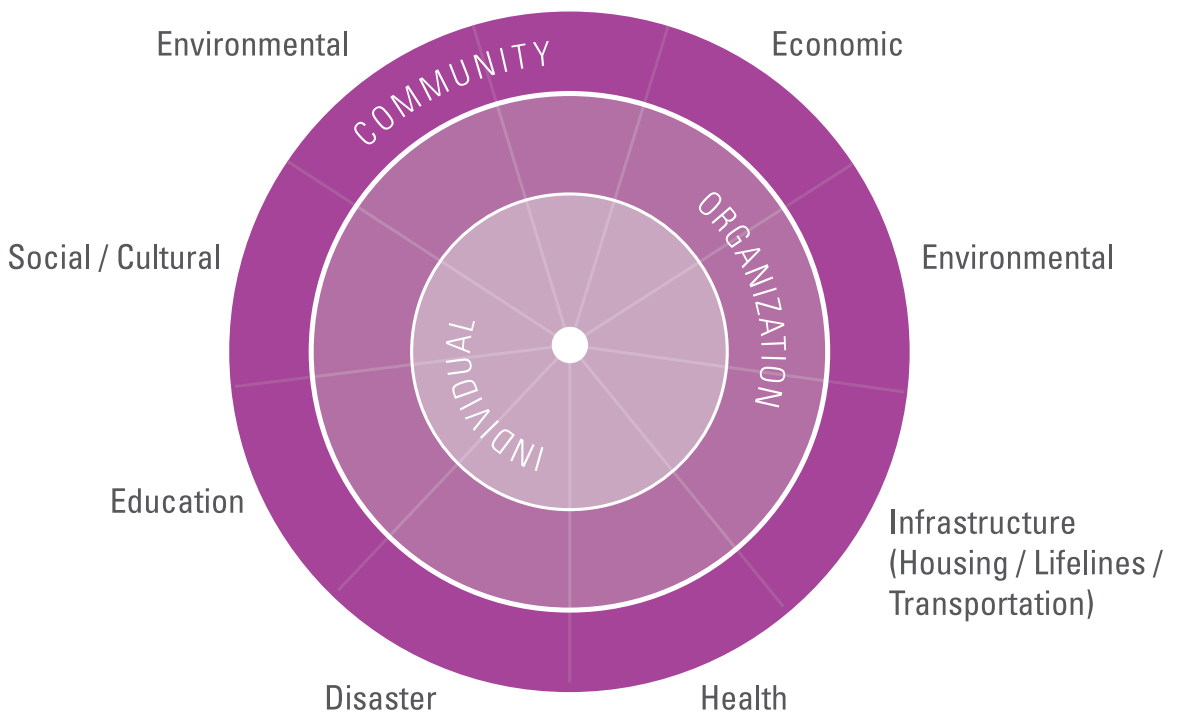 Environmental
Economic
COMMUNITY
ORGANIZATION
Social / Cultural
Environmental
INDIVIDUAL
Education
Infrastructure
(Housing / Lifelines /
Transportation)
Disaster
Health